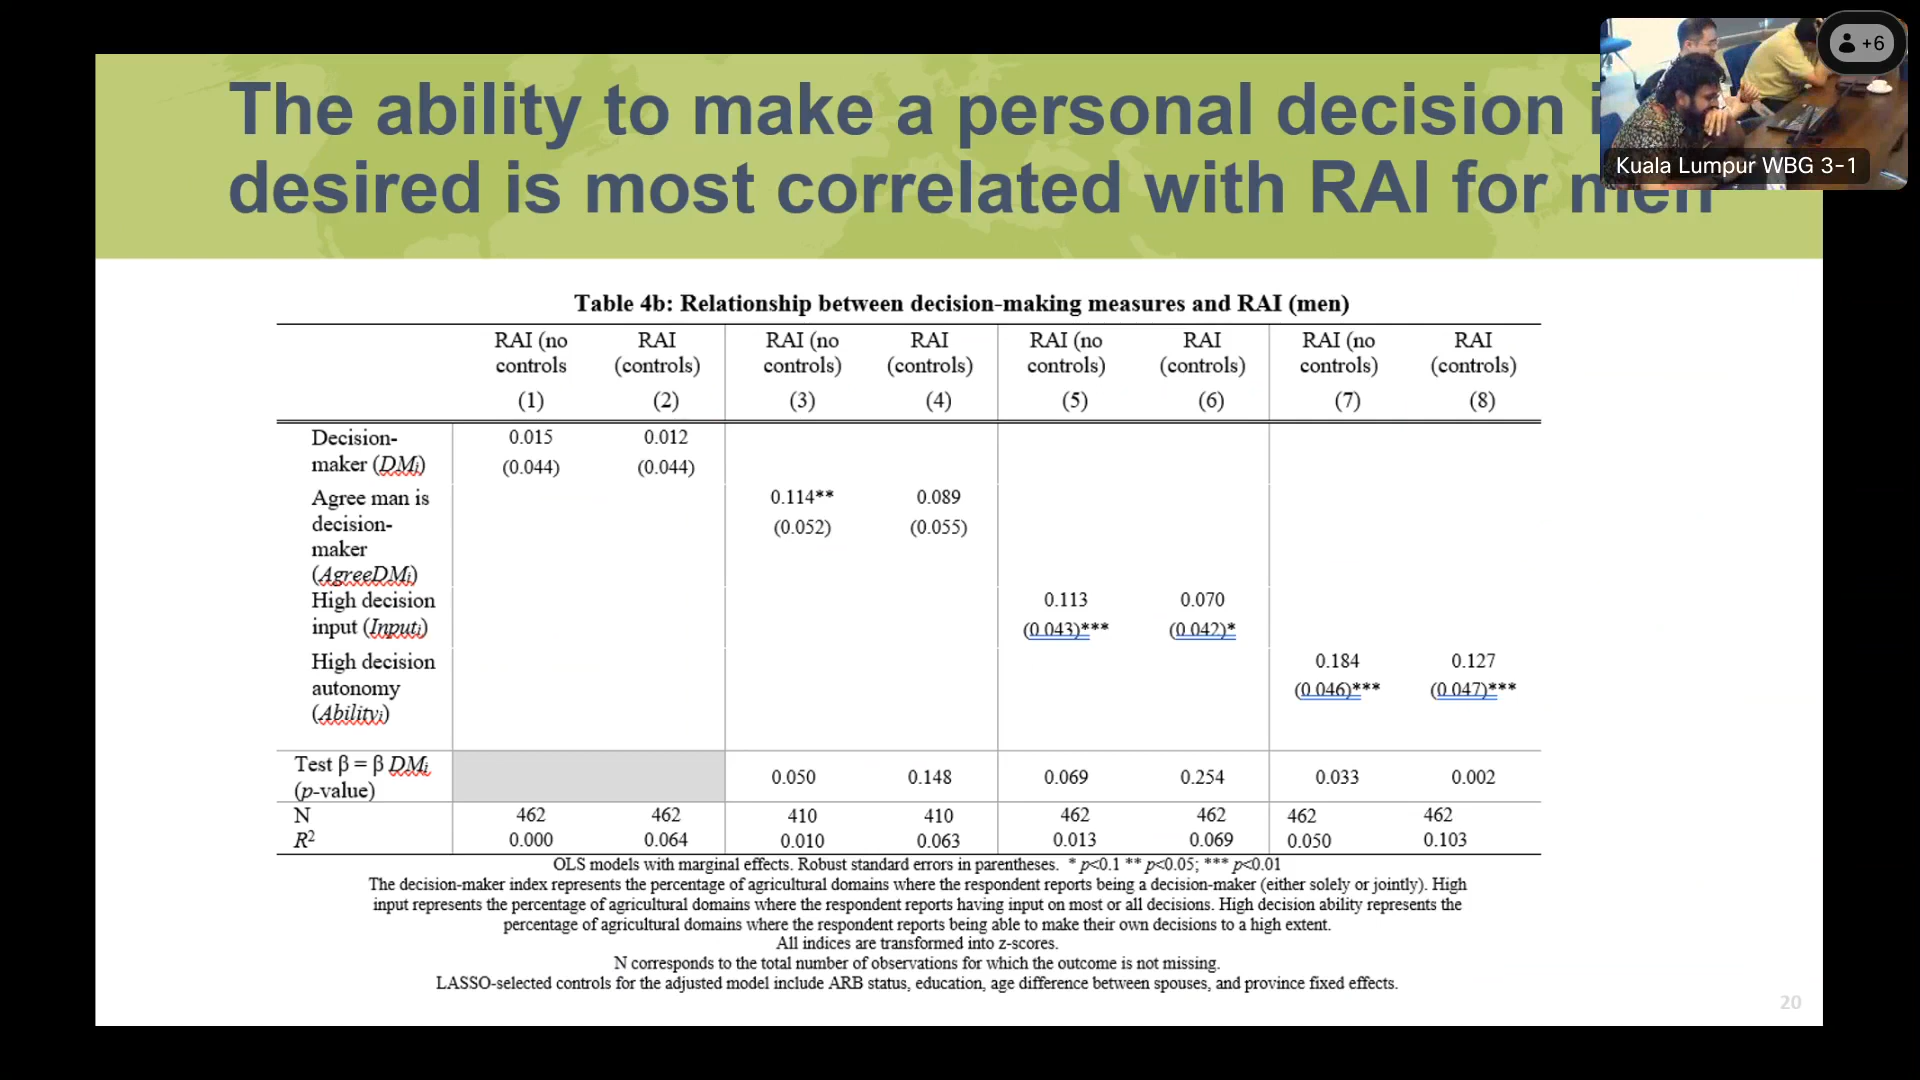 The ability to make a personal decision i
desired is most correlated with RAI for men
+6
Kuala Lumpur WBG 3-1
Table 4b: Relationship between decision-making measures and RAI (men)
RAI (no controls RAI (controls) RAI (no controls) RAI (controls) RAI (no controls) RAI (controls) RAI (no controls) RAI (controls)
(1) (2) (3) (4) (5) (6) (7) (8)
Decision- 0.015 0.012
maker (DMi) (0.044) (0.044)
Agree man is 0.114** 0.089
decision- (0.052) (0.055)
maker
(AgreeDMi)
High decision 0.113 0.070
input (Inputi) (0.043)*** (0.042)*
High decision 0.184 0.127
autonomy (0.046)*** (0.047)***
(Abilityi)
Test β = β DMi 0.050 0.148 0.069 0.254 0.033 0.002
(p-value)
N 462 462 410 410 462 462 462 462
R² 0.000 0.064 0.010 0.063 0.013 0.069 0.050 0.103
OLS models with marginal effects. Robust standard errors in parentheses. * p<0.1 ** p<0.05; *** p<0.01
The decision-maker index represents the percentage of agricultural domains where the respondent reports being a decision-maker (either solely or jointly). High
input represents the percentage of agricultural domains where the respondent reports having input on most or all decisions. High decision ability represents the
percentage of agricultural domains where the respondent reports being able to make their own decisions to a high extent.
All indices are transformed into z-scores.
N corresponds to the total number of observations for which the outcome is not missing.
LASSO-selected controls for the adjusted model include ARB status, education, age difference between spouses, and province fixed effects.
20